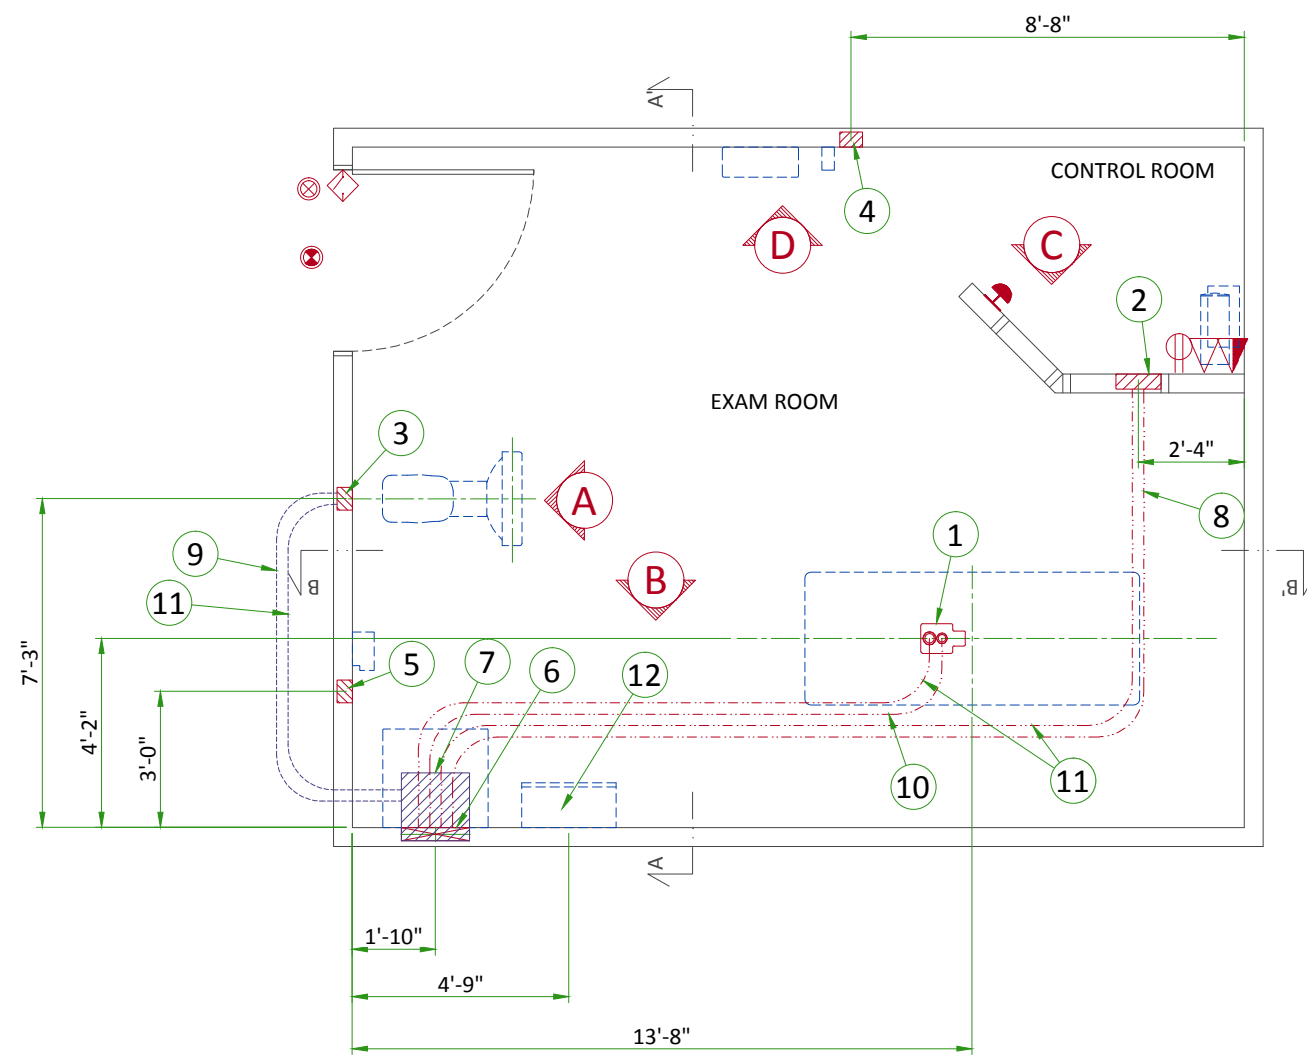 8'-8"
A'
CONTROL ROOM
4
D
C
2
EXAM ROOM
3
2'-4"
A
8
1
9
B
B
B'
11
7'-3"
5
7
6
12
4'-2"
3'-0"
10
11
A
1'-10"
4'-9"
13'-8"